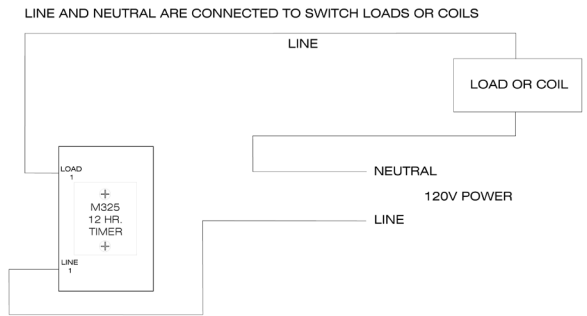 LINE AND NEUTRAL ARE CONNECTED TO SWITCH LOADS OR COILS
LINE
LOAD OR COIL
LOAD
1
M325
12 HR.
TIMER
LINE
1
NEUTRAL
120V POWER
LINE